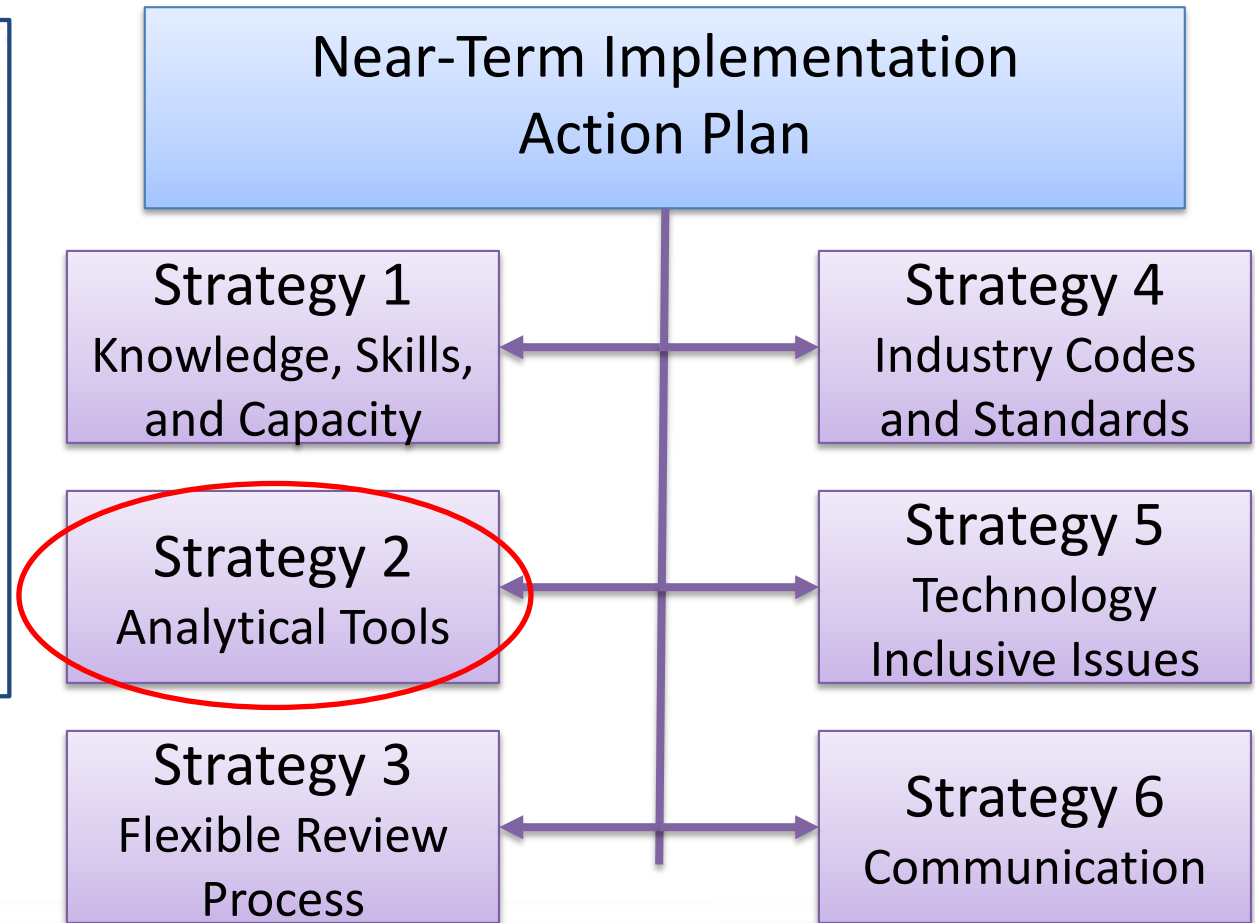 Near-Term Implementation
Action Plan
Strategy 1
Knowledge, Skills,
and Capacity
Strategy 4
Industry Codes
and Standards
Strategy 2
Analytical Tools
Strategy 5
Technology
Inclusive Issues
Strategy 3
Flexible Review
Process
Strategy 6
Communication